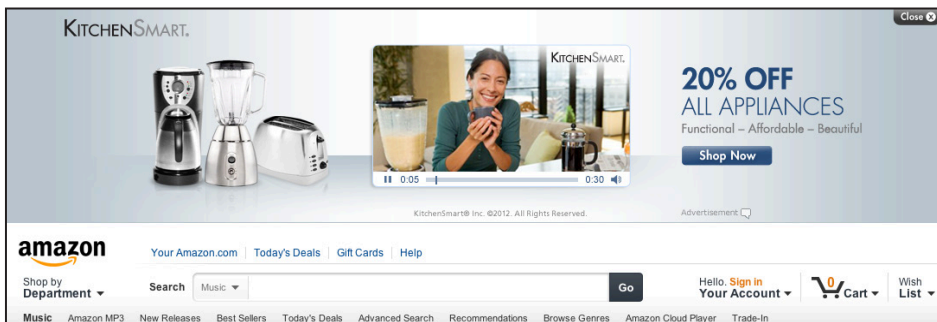 KITCHENSMART.
Close
KITCHENSMART.
20% OFF
ALL APPLIANCES
Functional – Affordable – Beautiful
Shop Now
0:05 0:30
KitchenSmart® Inc. ©2012. All Rights Reserved.
Advertisement
amazon
Your Amazon.com Today's Deals Gift Cards Help
Shop by
Department
Search Music Go
Hello. Sign in
Your Account
0
Cart
Wish
List
Music Amazon MP3 New Releases Best Sellers Today's Deals Advanced Search Recommendations Browse Genres Amazon Cloud Player Trade-In